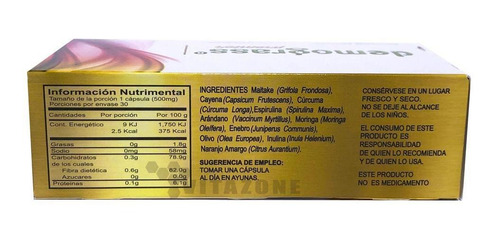 demograss®
Información Nutrimental
Tamaño de la porción 1 cápsula (500mg)
Porciones por envase 30
Cantidades Por porción Por 100 g
Cont. Energético 9 KJ 1,750 KJ
2.5 Kcal 375 Kcal
Grasas 0g 1.8g
Sodio 0mg 58mg
Carbohidratos 0.3g 78.9g
de los cuales
Fibra dietética 0.6g 62.0g
Azucares 0g 0g
Proteínas 0.1g 6.1g
INGREDIENTES Maitake (Grifola Frondosa),
Cayena (Capsicum Frutescens), Cúrcuma
(Cúrcuma Longa), Espirulina (Spirulina Maxima),
Arándano (Vaccinum Myrtillus), Moringa (Moringa
Oleífera), Enebro (Juniperus Communis),
Olivo (Olea Europea), Inulina (Inula Helenium),
Naranjo Amargo (Citrus Aurantium).
SUGERENCIA DE EMPLEO:
TOMAR UNA CÁPSULA
AL DÍA EN AYUNAS.
CONSÉRVESE EN UN LUGAR
FRESCO Y SECO.
NO SE DEJE AL ALCANCE
DE LOS NIÑOS.
EL CONSUMO DE ESTE
PRODUCTO ES
RESPONSABILIDAD
DE QUIEN LO RECOMIENDA
Y DE QUIEN LO USA.
ESTE PRODUCTO
NO ES MEDICAMENTO
VITAZONE